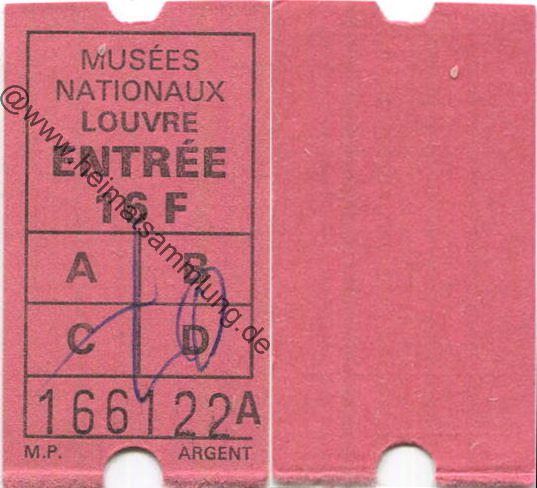 MUSÉES
NATIONAUX
LOUVRE
ENTRÉE
16 F
A B
C D
166122A
M.P. ARGENT
@www.heimatsammlung.de